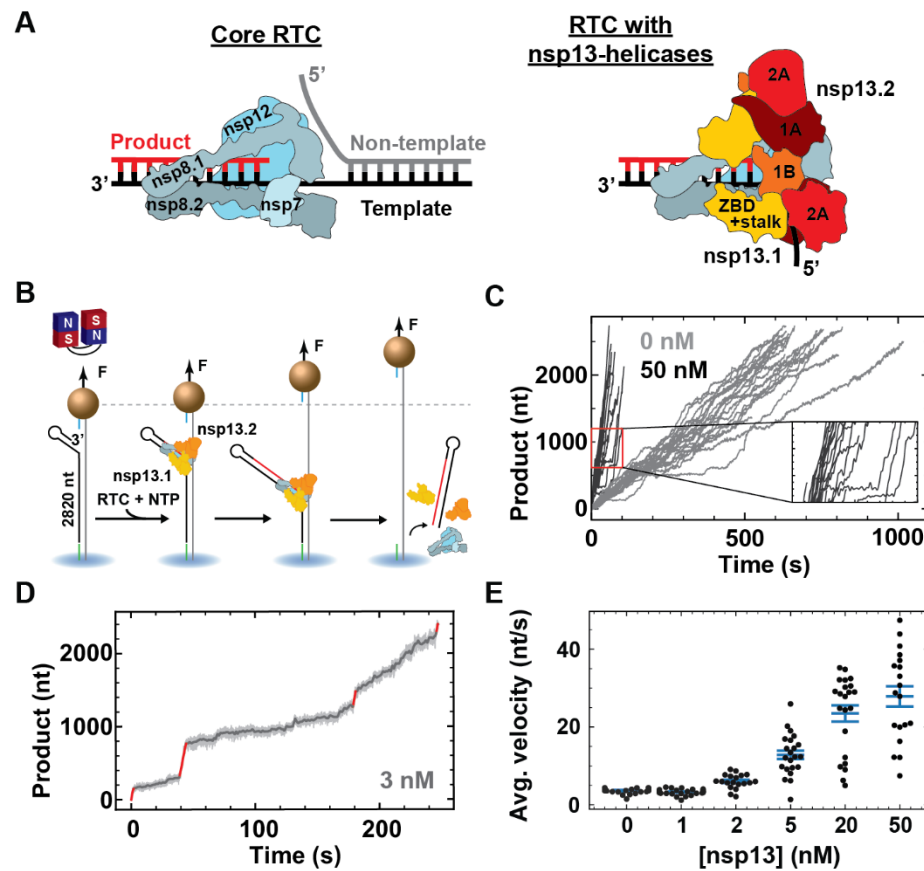 A
Core RTC
5'
nsp12
Product
Non-template
nsp8.1
3'
nsp8.2
nsp7
Template
RTC with
nsp13-helicases
2A
nsp13.2
1A
1B
3'
ZBD
+stalk
2A
nsp13.1
5'
B
N
S
S
N
F
F
F
F
3'
nsp13.2
2820 nt
nsp13.1
RTC + NTP
C
0 nM
50 nM
Product (nt)
2000
1000
0
0
500
1000
Time (s)
D
Product (nt)
2000
1000
0
3 nM
0
100
200
Time (s)
E
Avg. velocity (nt/s)
40
20
0
0
1
2
5
20
50
[nsp13] (nM)